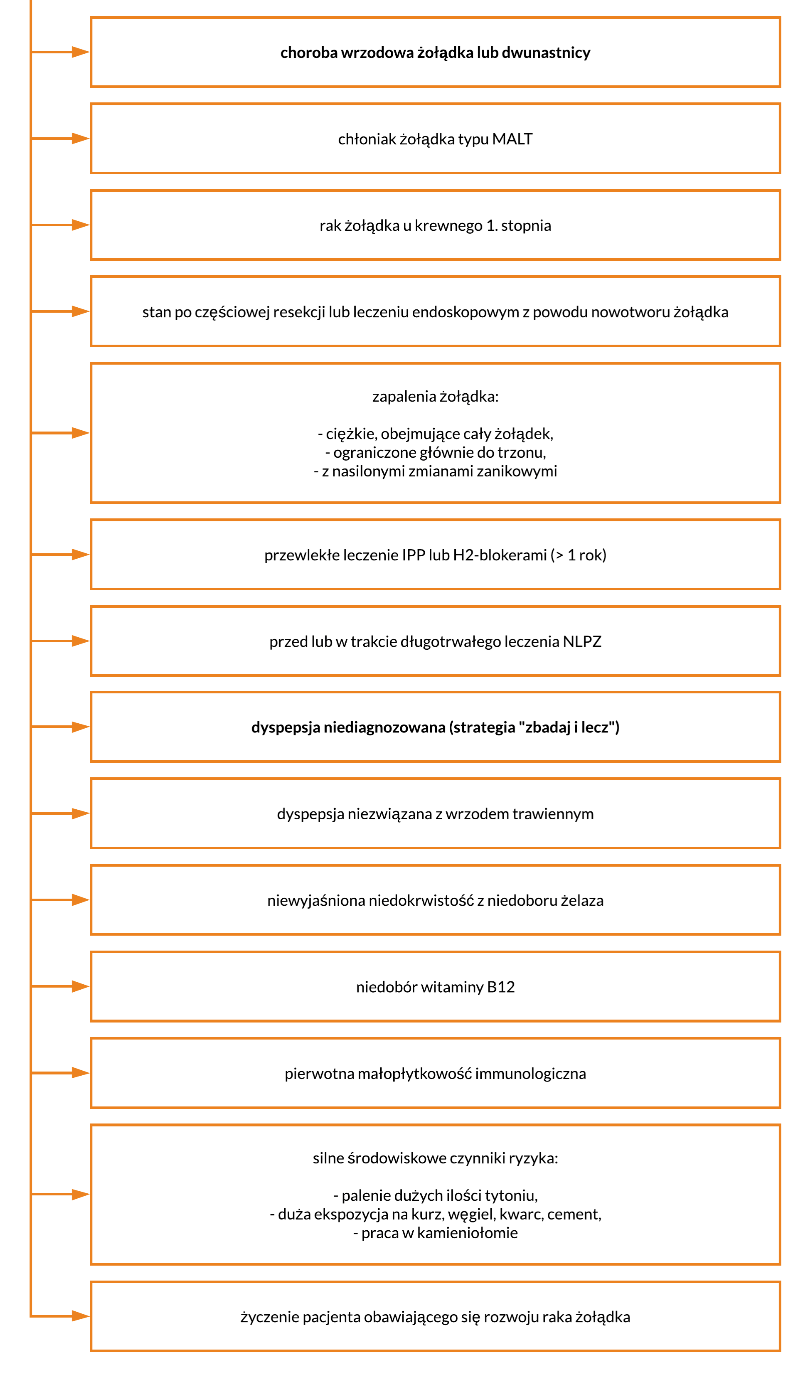 choroba wrzodowa żołądka lub dwunastnicy
chłoniak żołądka typu MALT
rak żołądka u krewnego 1. stopnia
stan po częściowej resekcji lub leczeniu endoskopowym z powodu nowotworu żołądka
zapalenia żołądka:
- ciężkie, obejmujące cały żołądek,
- ograniczone głównie do trzonu,
- z nasilonymi zmianami zanikowymi
przewlekłe leczenie IPP lub H2-blokerami (> 1 rok)
przed lub w trakcie długotrwałego leczenia NLPZ
dyspepsja niediagnozowana (strategia "zbadaj i lecz")
dyspepsja niezwiązana z wrzodem trawiennym
niewyjaśniona niedokrwistość z niedoboru żelaza
niedobór witaminy B12
pierwotna małopłytkowość immunologiczna
silne środowiskowe czynniki ryzyka:
- palenie dużych ilości tytoniu,
- duża ekspozycja na kurz, węgiel, kwarc, cement,
- praca w kamieniołomie
życzenie pacjenta obawiającego się rozwoju raka żołądka